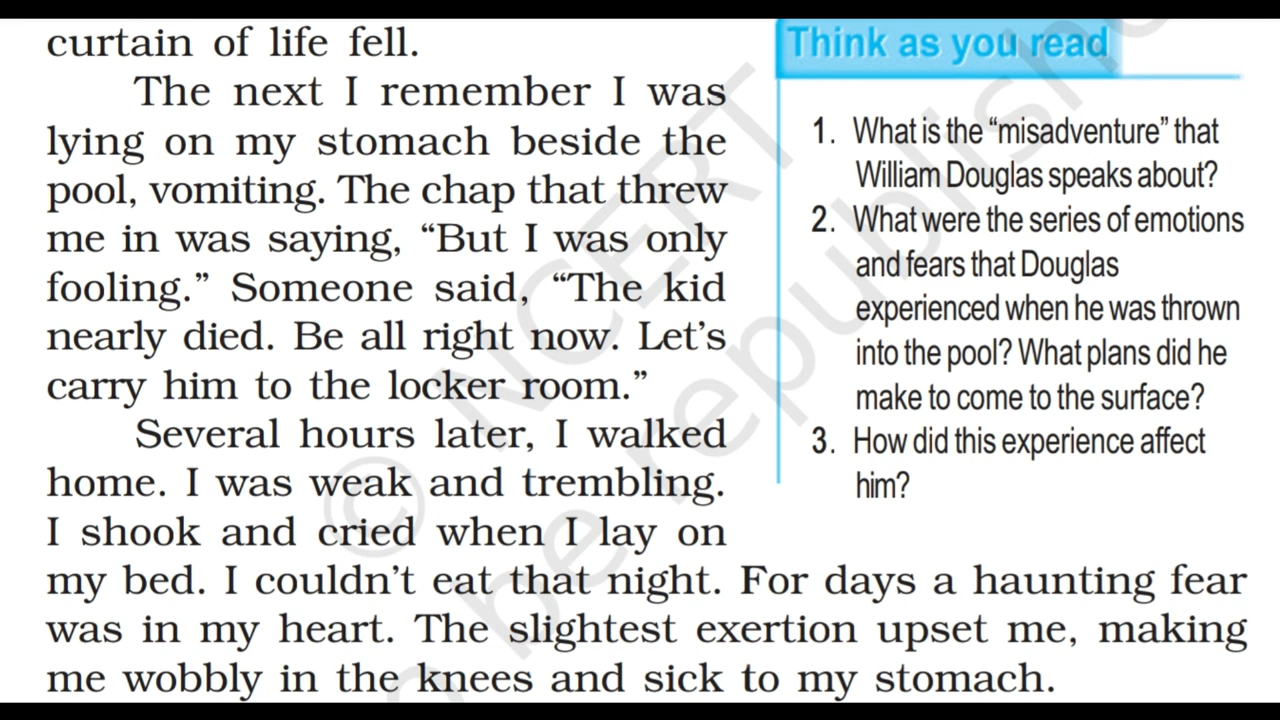 curtain of life fell.
The next I remember I was
lying on my stomach beside the
pool, vomiting. The chap that threw
me in was saying, “But I was only
fooling.” Someone said, “The kid
nearly died. Be all right now. Let’s
carry him to the locker room.”
Several hours later, I walked
home. I was weak and trembling.
I shook and cried when I lay on
my bed. I couldn’t eat that night. For days a haunting fear
was in my heart. The slightest exertion upset me, making
me wobbly in the knees and sick to my stomach.
Think as you read
1. What is the “misadventure” that
William Douglas speaks about?
2. What were the series of emotions
and fears that Douglas
experienced when he was thrown
into the pool? What plans did he
make to come to the surface?
3. How did this experience affect
him?
© NCERT
be republished